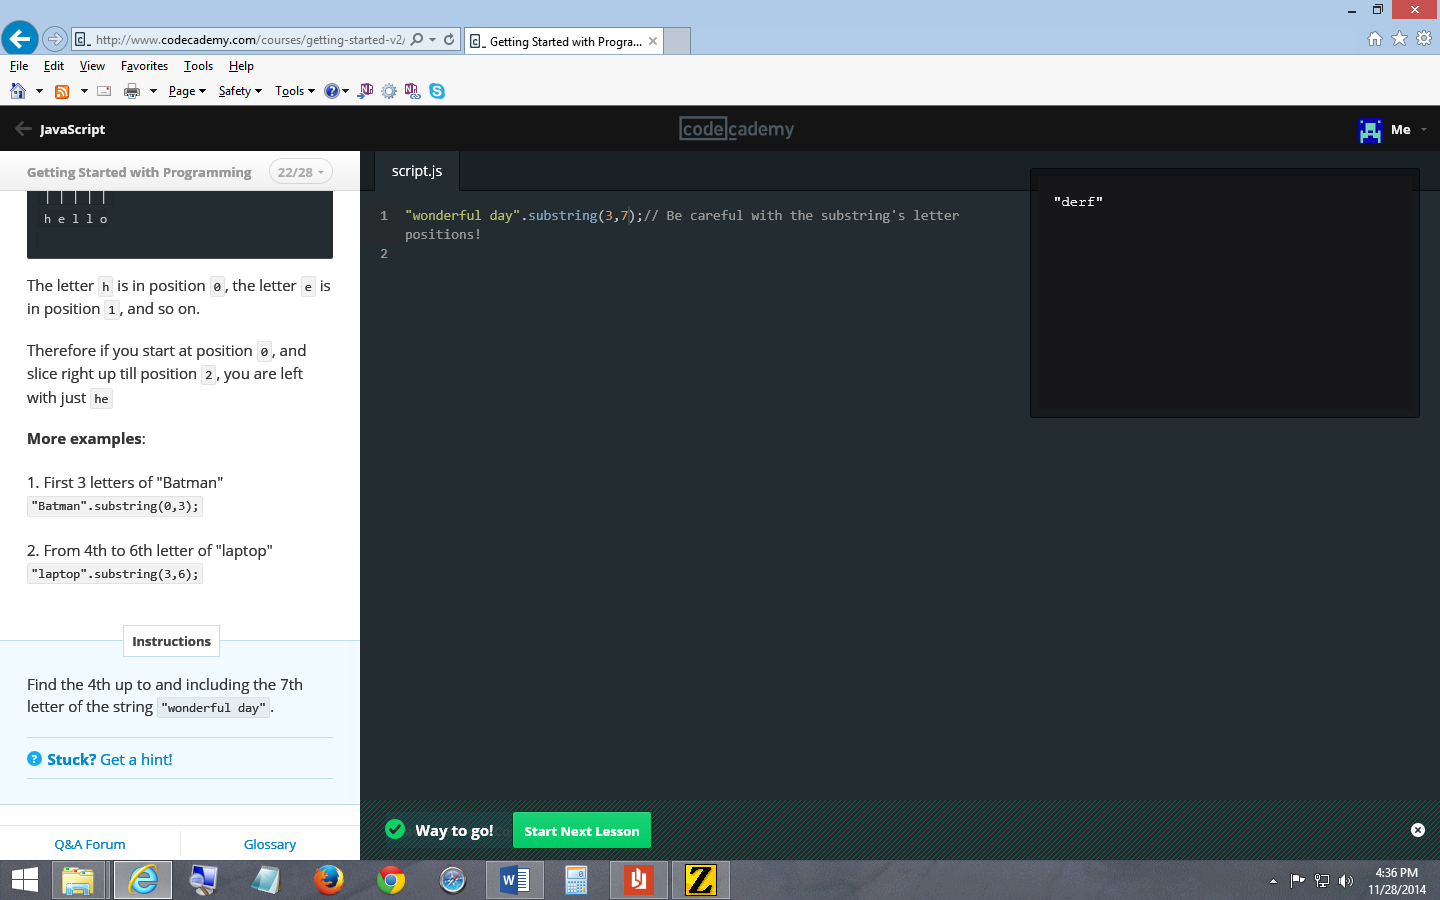 http://www.codecademy.com/courses/getting-started-v2/
Getting Started with Progra...
File Edit View Favorites Tools Help
Page Safety Tools
JavaScript
codecademy
Me
Getting Started with Programming 22/28
script.js
| | | | |
h e l l o
The letter h is in position 0, the letter e is
in position 1, and so on.
Therefore if you start at position 0, and
slice right up till position 2, you are left
with just he
More examples:
1. First 3 letters of "Batman"
"Batman".substring(0,3);
2. From 4th to 6th letter of "laptop"
"laptop".substring(3,6);
Instructions
Find the 4th up to and including the 7th
letter of the string "wonderful day".
? Stuck? Get a hint!
Q&A Forum Glossary
1 "wonderful day".substring(3,7);// Be careful with the substring's letter
positions!
2
"derf"
Way to go! Start Next Lesson
4:36 PM
11/28/2014